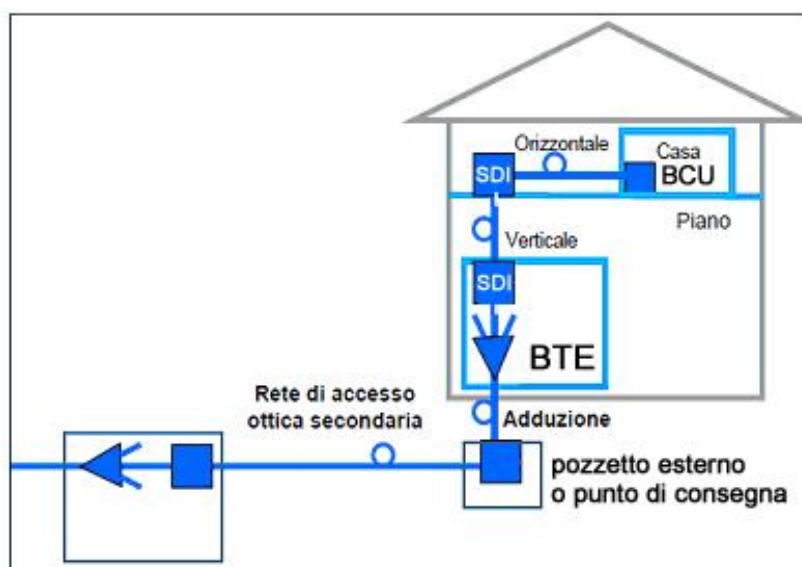 Orizzontale
Casa
SDI
BCU
Piano
Verticale
SDI
BTE
Rete di accesso
ottica secondaria
Adduzione
pozzetto esterno
o punto di consegna